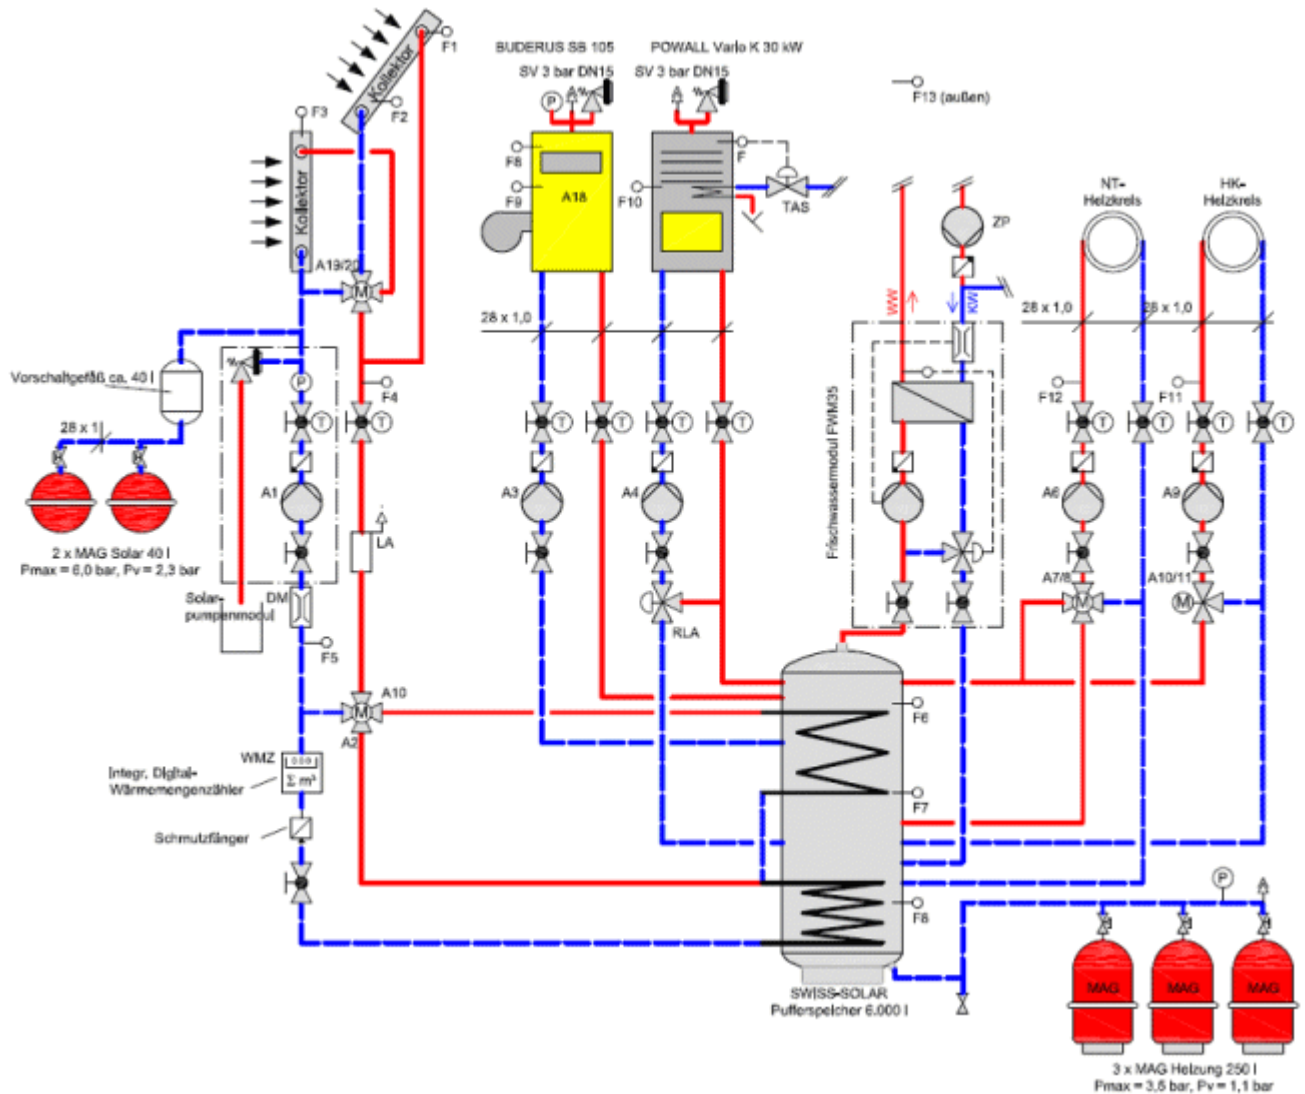 F1
BUDERUS SB 105
POWALL Vario K 30 kW
SV 3 bar DN15
SV 3 bar DN15
F13 (außen)
Kollektor
F2
F3
P
F8
F
NT-
Heizkreis
HK-
Heizkreis
Kollektor
F9
A18
F10
TAS
ZP
A19/20
M
WW
KW
28 x 1,0
28 x 1,0
28 x 1,0
Vorschaltgefäß ca. 40 l
P
F4
F12
F11
28 x 1
T
T
T
T
T
T
Frischwassermodul FWM35
A1
A3
A4
A6
A9
LA
2 x MAG Solar 40 l
Pmax = 6,0 bar, Pv = 2,3 bar
Solar-
pumpenmodul
DM
A7/8
A10/11
M
M
RLA
F5
A10
M
A2
F6
WMZ
Integr. Digital-
Wärmemengenzähler
Σ m³
F7
Schmutzfänger
P
F8
MAG
MAG
MAG
SWISS-SOLAR
Pufferspeicher 6.000 l
3 x MAG Heizung 250 l
Pmax = 3,5 bar, Pv = 1,1 bar